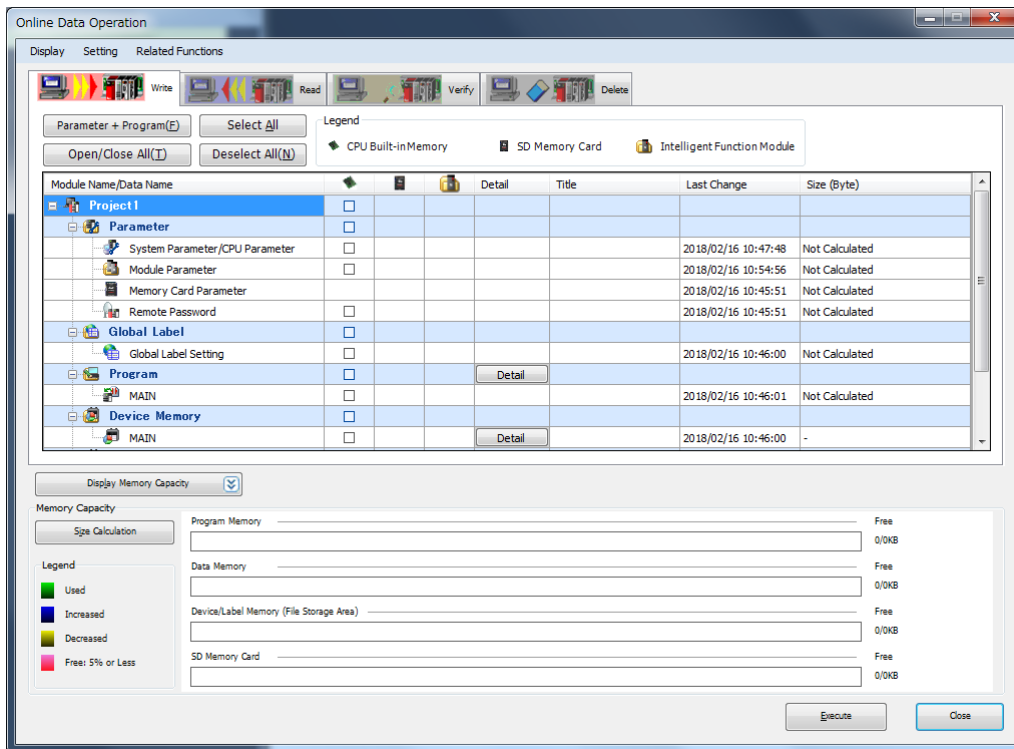 Online Data Operation
Display Setting Related Functions
Write Read Verify Delete
Parameter + Program(F) Select All Legend
Open/Close All(T) Deselect All(N) CPU Built-in Memory SD Memory Card Intelligent Function Module
Module Name/Data Name Detail Title Last Change Size (Byte)
Project1
Parameter
System Parameter/CPU Parameter 2018/02/16 10:47:48 Not Calculated
Module Parameter 2018/02/16 10:54:56 Not Calculated
Memory Card Parameter 2018/02/16 10:45:51 Not Calculated
Remote Password 2018/02/16 10:45:51 Not Calculated
Global Label
Global Label Setting 2018/02/16 10:46:00 Not Calculated
Program Detail
MAIN 2018/02/16 10:46:01 Not Calculated
Device Memory
MAIN Detail 2018/02/16 10:46:00 -
Display Memory Capacity
Memory Capacity
Size Calculation
Legend
Used
Increased
Decreased
Free: 5% or Less
Program Memory Free
0/0KB
Data Memory Free
0/0KB
Device/Label Memory (File Storage Area) Free
0/0KB
SD Memory Card Free
0/0KB
Execute Close